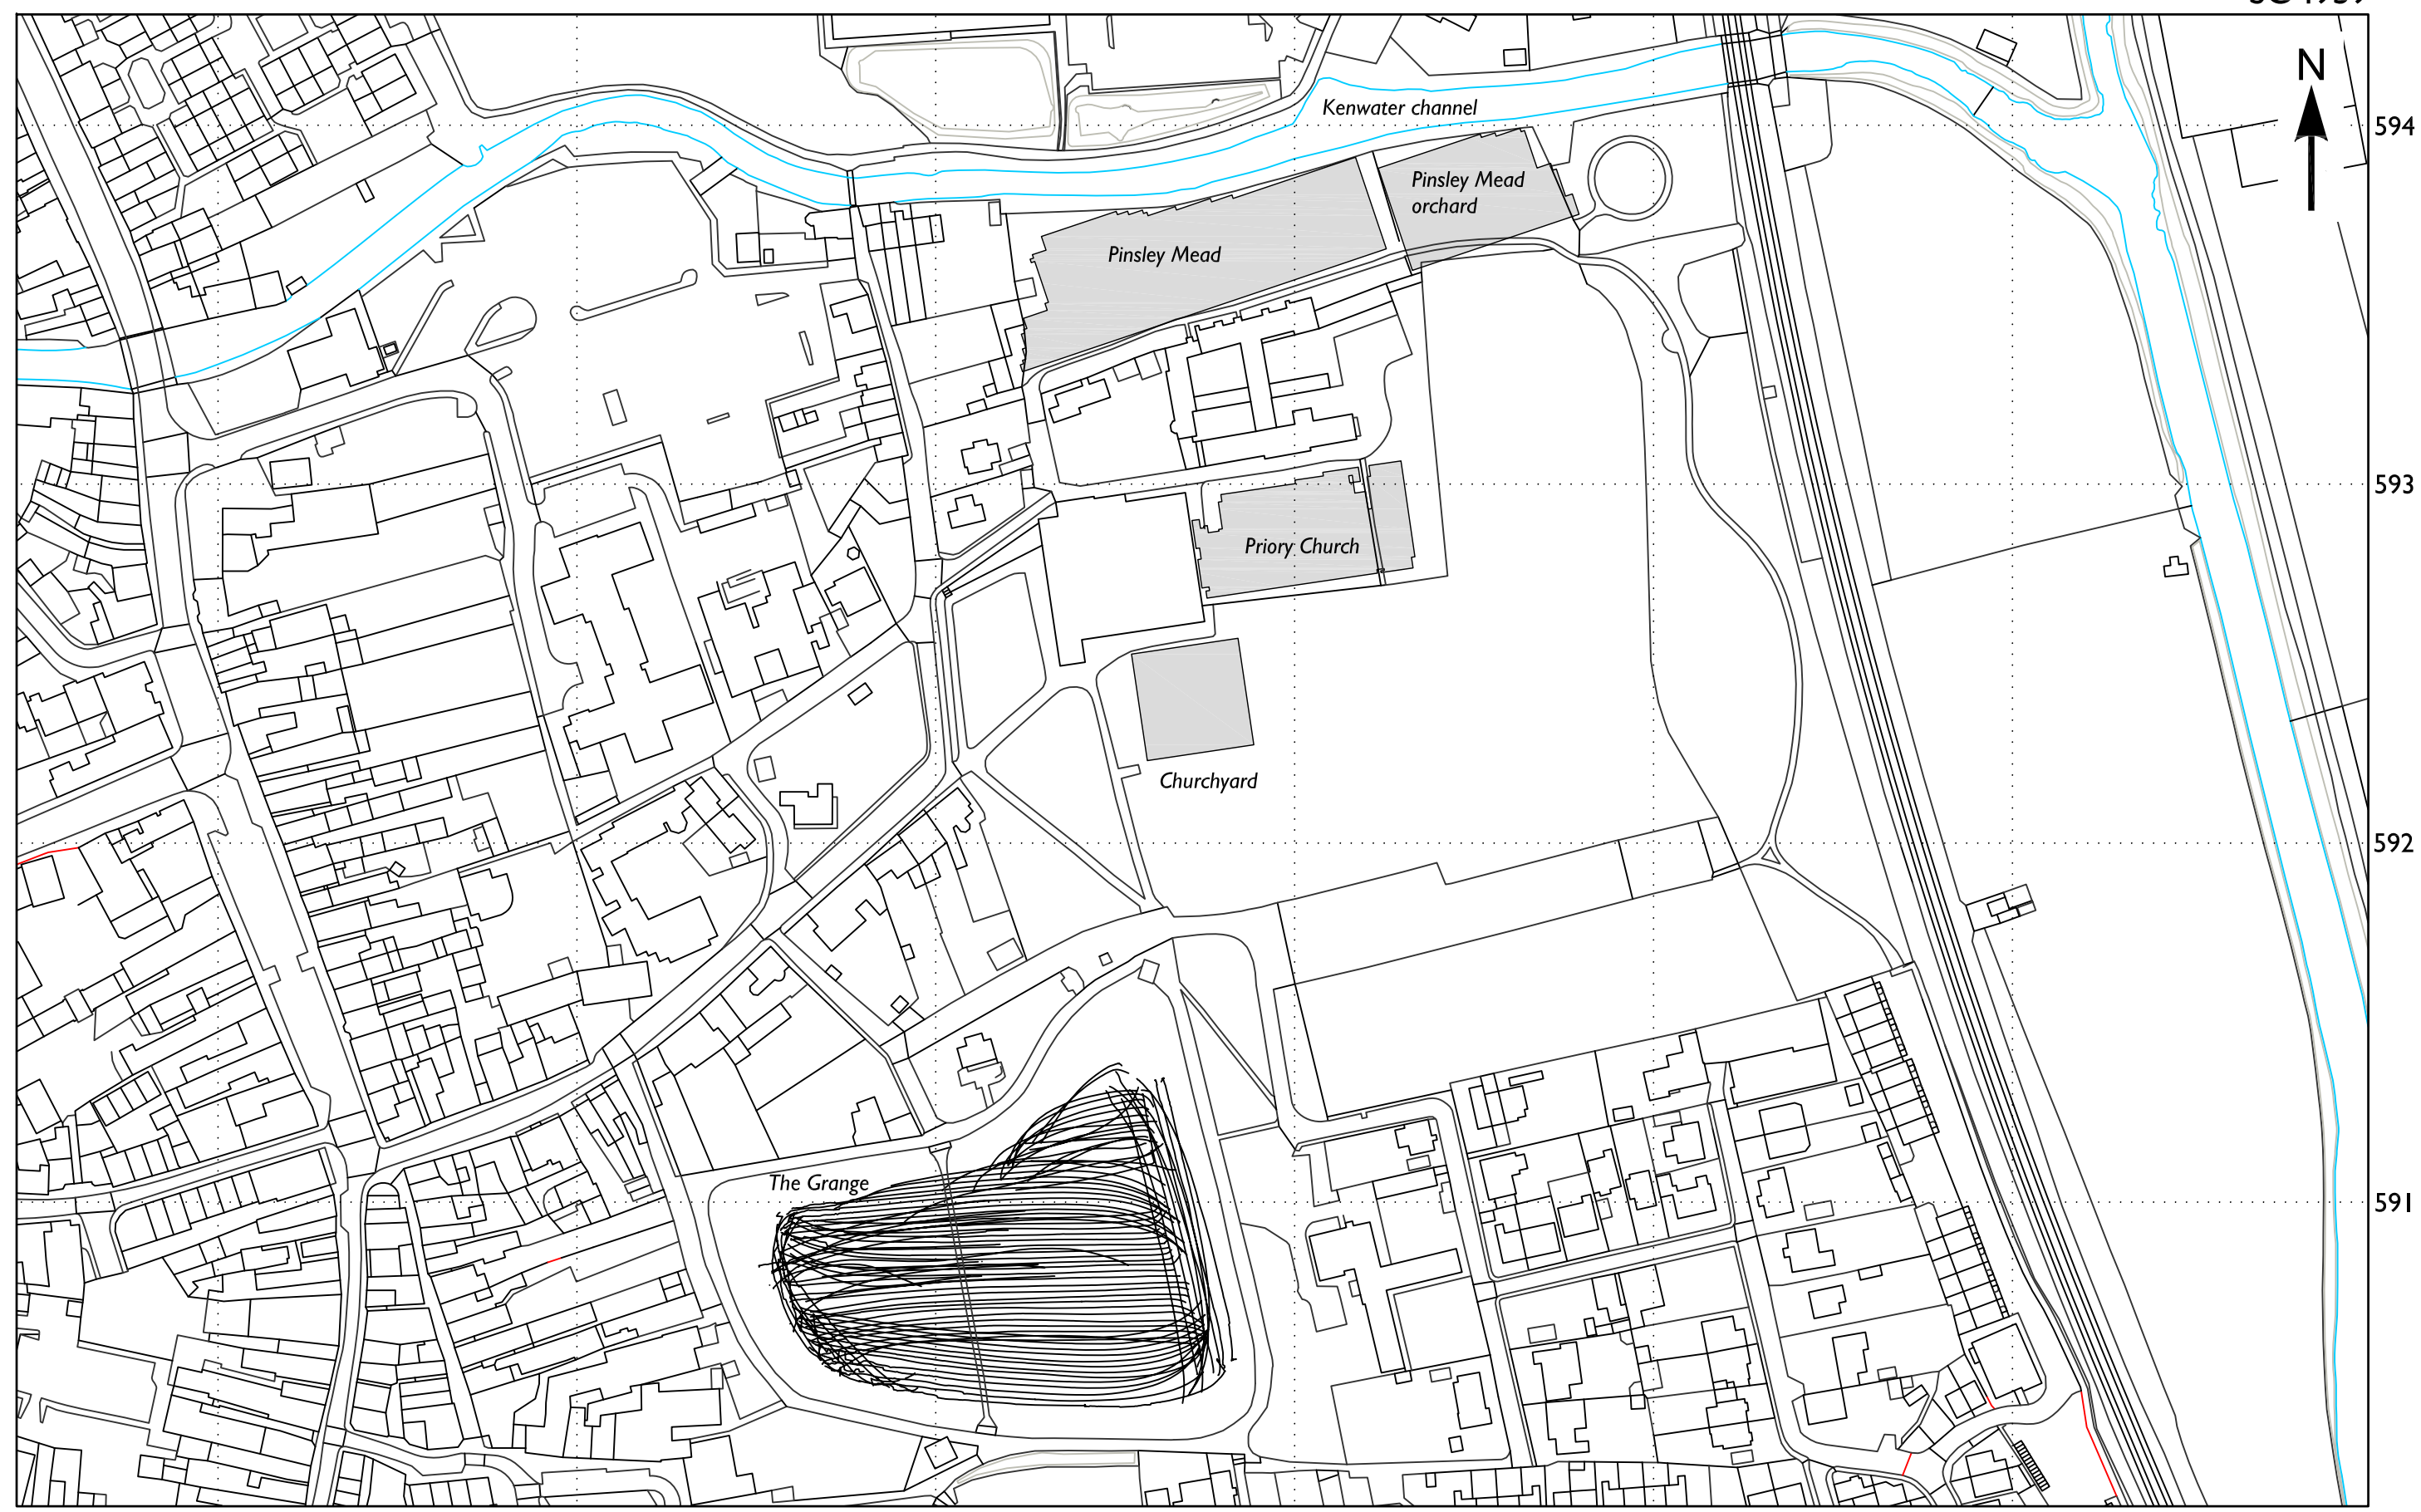 N
Kenwater channel
594
Pinsley Mead
orchard
Pinsley Mead
593
Priory Church
Churchyard
592
The Grange
591